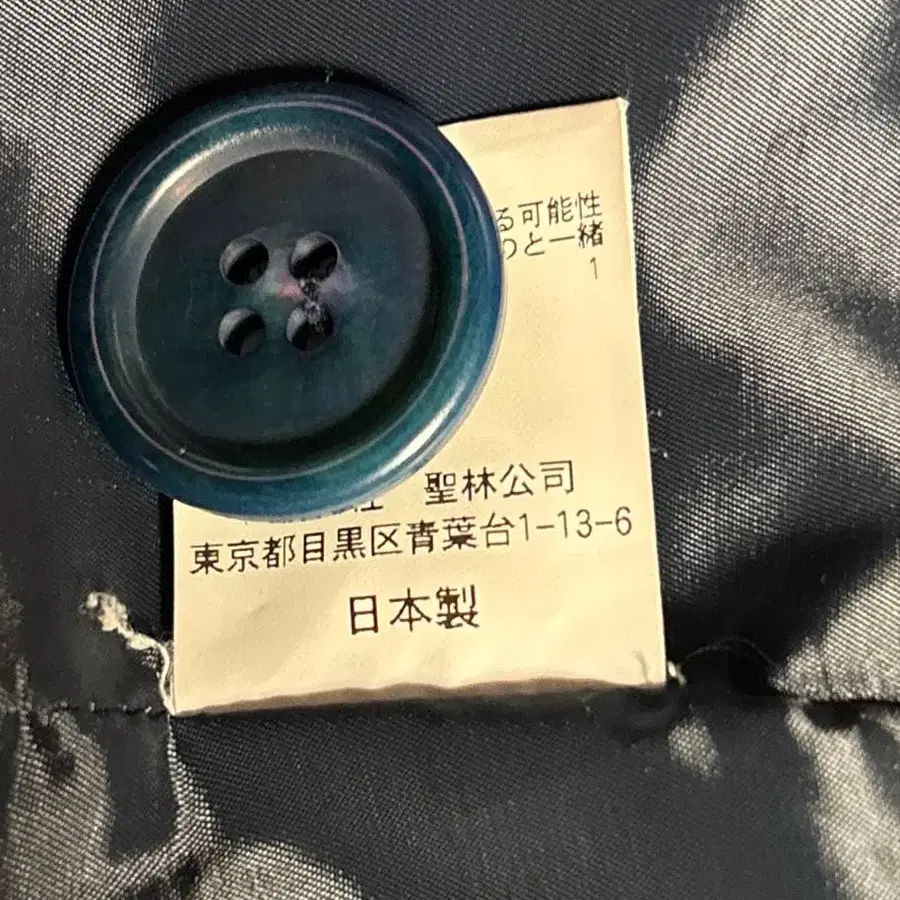 る可能性
のと一緒
1
聖林公司
東京都目黒区青葉台1-13-6
日本製